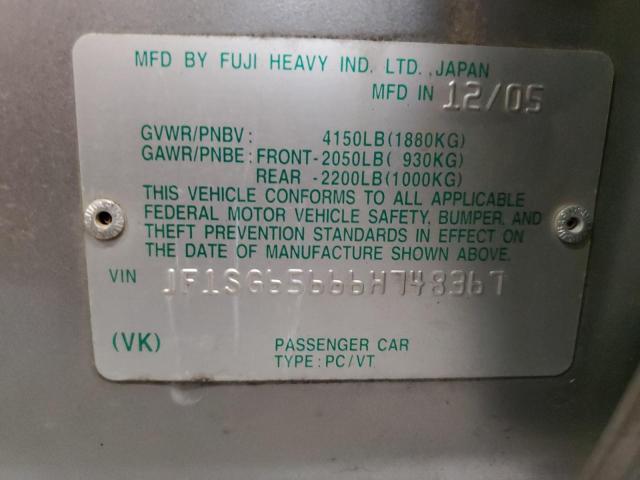 MFD BY FUJI HEAVY IND. LTD. ,JAPAN
MFD IN 12/05
GVWR/PNBV: 4150LB(1880KG)
GAWR/PNBE: FRONT-2050LB( 930KG)
REAR -2200LB(1000KG)
THIS VEHICLE CONFORMS TO ALL APPLICABLE
FEDERAL MOTOR VEHICLE SAFETY, BUMPER, AND
THEFT PREVENTION STANDARDS IN EFFECT ON
THE DATE OF MANUFACTURE SHOWN ABOVE.
VIN JF1SG65666H748367
(VK) PASSENGER CAR
TYPE: PC/VT